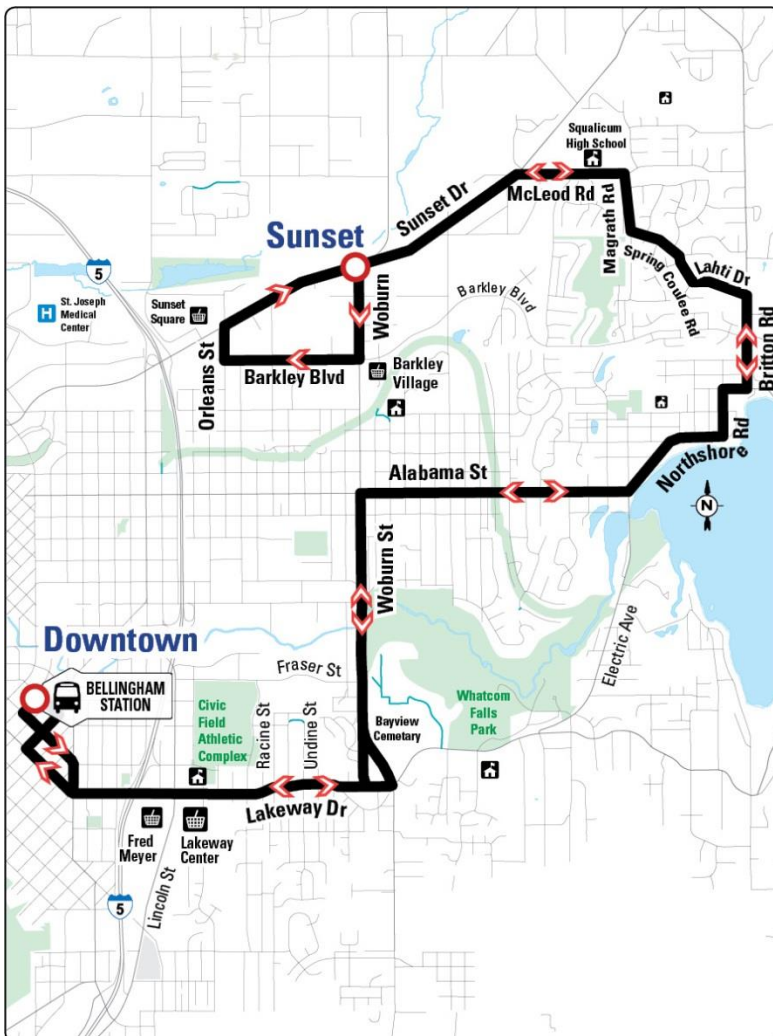 Squalicum
High School
McLeod Rd
Sunset Dr
Sunset
Magrath Rd
Spring Coulee Rd
Lahti Dr
5
H
St. Joseph
Medical
Center
Sunset
Square
Woburn
Barkley Blvd
Britton Rd
Orleans St
Barkley Blvd
Barkley
Village
Northshore Rd
Alabama St
N
Woburn St
Electric Ave
Downtown
Fraser St
BELLINGHAM
STATION
Civic
Field
Athletic
Complex
Racine St
Undine St
Bayview
Cemetary
Whatcom
Falls
Park
Lakeway Dr
Fred
Meyer
Lakeway
Center
Lincoln St
5